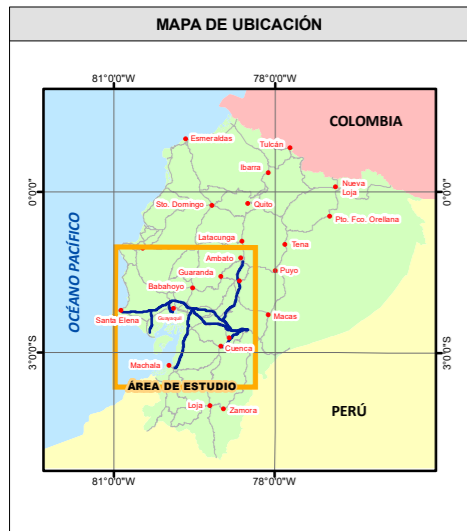 MAPA DE UBICACIÓN
81°0'0"W 78°0'0"W
COLOMBIA
Esmeraldas
Tulcán
Ibarra
Nueva
Loja
0°0'0"
0°0'0"
Sto. Domingo
Quito
Pto. Fco. Orellana
OCÉANO PACÍFICO
Latacunga
Tena
Ambato
Guaranda
Puyo
Babahoyo
Santa Elena
Guayaquil
Macas
3°0'0"S
3°0'0"S
Cuenca
Machala
ÁREA DE ESTUDIO
Loja
Zamora
PERÚ
81°0'0"W 78°0'0"W